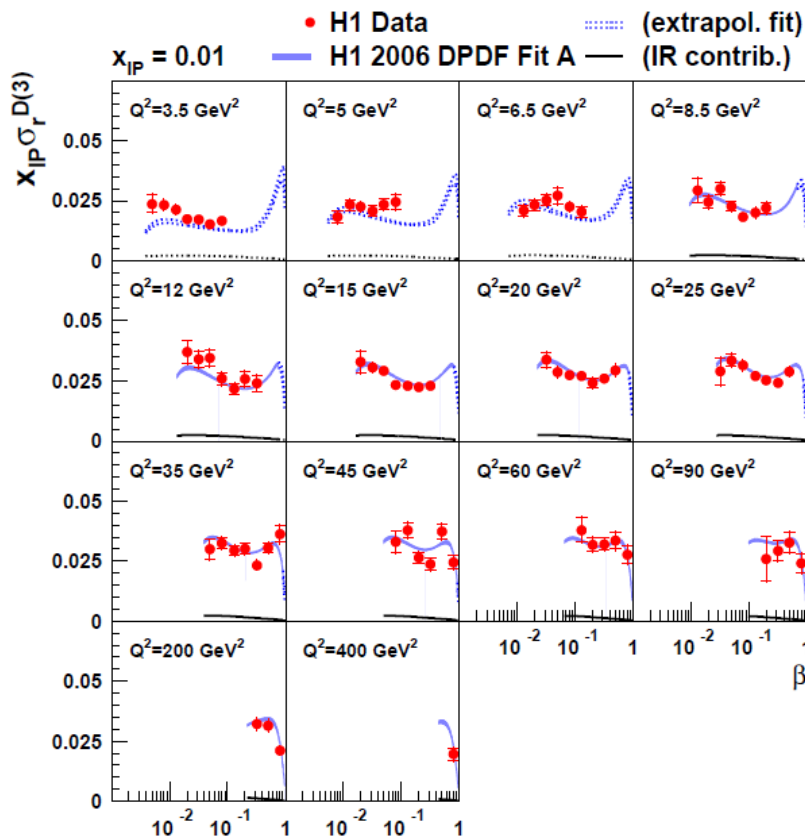 H1 Data (extrapol. fit)
x_IP = 0.01 H1 2006 DPDF Fit A (IR contrib.)
x_IP σ_r^D(3)
Q²=3.5 GeV² Q²=5 GeV² Q²=6.5 GeV² Q²=8.5 GeV²
0.05
0.025
0
Q²=12 GeV² Q²=15 GeV² Q²=20 GeV² Q²=25 GeV²
0.05
0.025
0
Q²=35 GeV² Q²=45 GeV² Q²=60 GeV² Q²=90 GeV²
0.05
0.025
0
10⁻² 10⁻¹ 1 10⁻² 10⁻¹ 1
β
Q²=200 GeV² Q²=400 GeV²
0.05
0.025
0
10⁻² 10⁻¹ 1 10⁻² 10⁻¹ 1